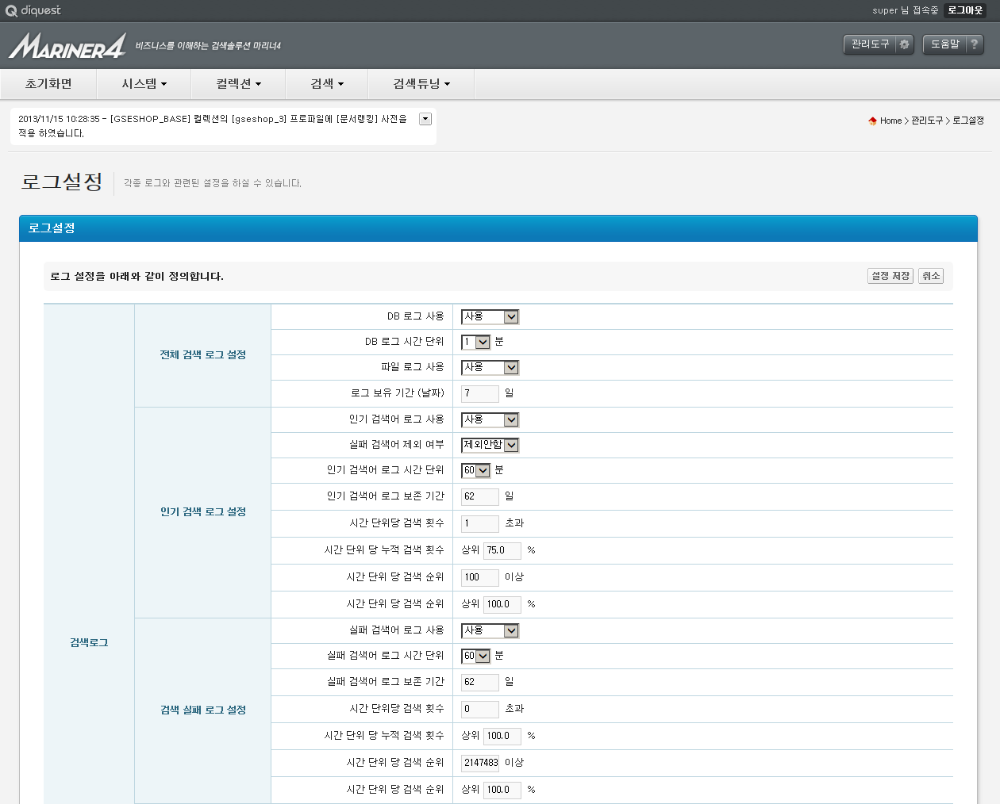 diquest
super 님 접속중 로그아웃
MARINER4 비즈니스를 이해하는 검색솔루션 마리너4
관리도구 도움말 ?
초기화면 시스템 컬렉션 검색 검색튜닝
2013/11/15 10:28:35 - [GSESHOP_BASE] 컬렉션의 [gseshop_3] 프로파일에 [문서랭킹] 사전을
적용 하였습니다.
Home > 관리도구 > 로그설정
로그설정 각종 로그와 관련된 설정을 하실 수 있습니다.
로그설정
로그 설정을 아래와 같이 정의합니다. 설정 저장 취소
검색로그
전체 검색 로그 설정
DB 로그 사용 사용
DB 로그 시간 단위 1 분
파일 로그 사용 사용
로그 보유 기간 (날짜) 7 일
인기 검색 로그 설정
인기 검색어 로그 사용 사용
실패 검색어 제외 여부 제외안함
인기 검색어 로그 시간 단위 60 분
인기 검색어 로그 보존 기간 62 일
시간 단위당 검색 횟수 1 초과
시간 단위 당 누적 검색 횟수 상위 75.0 %
시간 단위 당 검색 순위 100 이상
시간 단위 당 검색 순위 상위 100.0 %
검색 실패 로그 설정
실패 검색어 로그 사용 사용
실패 검색어 로그 시간 단위 60 분
실패 검색어 로그 보존 기간 62 일
시간 단위당 검색 횟수 0 초과
시간 단위 당 누적 검색 횟수 상위 100.0 %
시간 단위 당 검색 순위 2147483 이상
시간 단위 당 검색 순위 상위 100.0 %